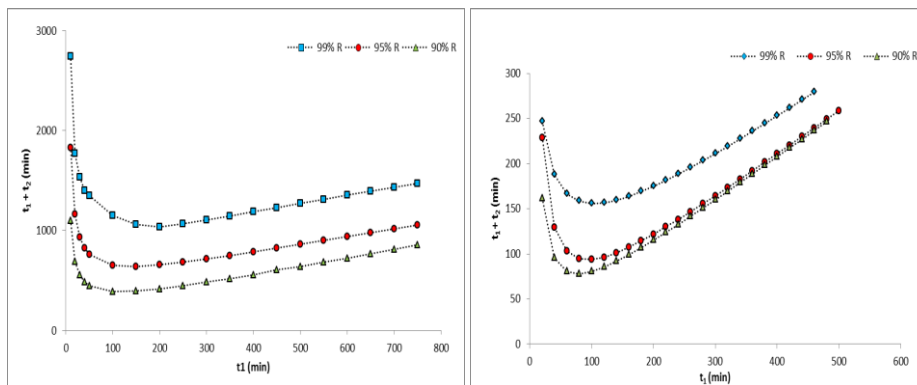 3000
99% R 95% R 90% R
2000
t₁ + t₂ (min)
1000
0
0 100 200 300 400 500 600 700 800
t1 (min)
300
99% R 95% R 90% R
250
200
t₁ + t₂ (min)
150
100
50
0
0 100 200 300 400 500 600
t₁ (min)